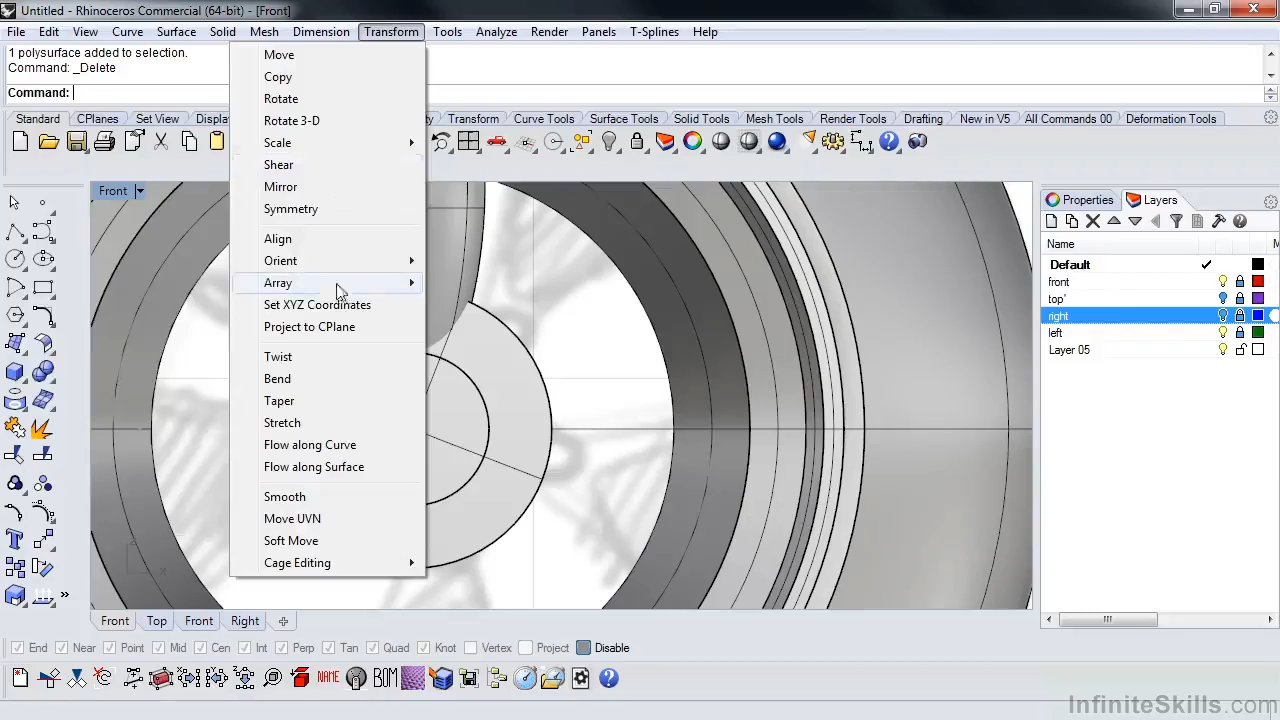 Untitled - Rhinoceros Commercial (64-bit) - [Front]
File Edit View Curve Surface Solid Mesh Dimension Transform Tools Analyze Render Panels T-Splines Help
1 polysurface added to selection.
Command: _Delete
Command:
Standard CPlanes Set View Displa Transform Curve Tools Surface Tools Solid Tools Mesh Tools Render Tools Drafting New in V5 All Commands 00 Deformation Tools
Move
Copy
Rotate
Rotate 3-D
Scale
Shear
Mirror
Symmetry
Align
Orient
Array
Set XYZ Coordinates
Project to CPlane
Twist
Bend
Taper
Stretch
Flow along Curve
Flow along Surface
Smooth
Move UVN
Soft Move
Cage Editing
Front
Properties Layers
Name M
Default
front
top'
right
left
Layer 05
Front Top Front Right
End Near Point Mid Cen Int Perp Tan Quad Knot Vertex Project Disable
NAME BOM
InfiniteSkills.com